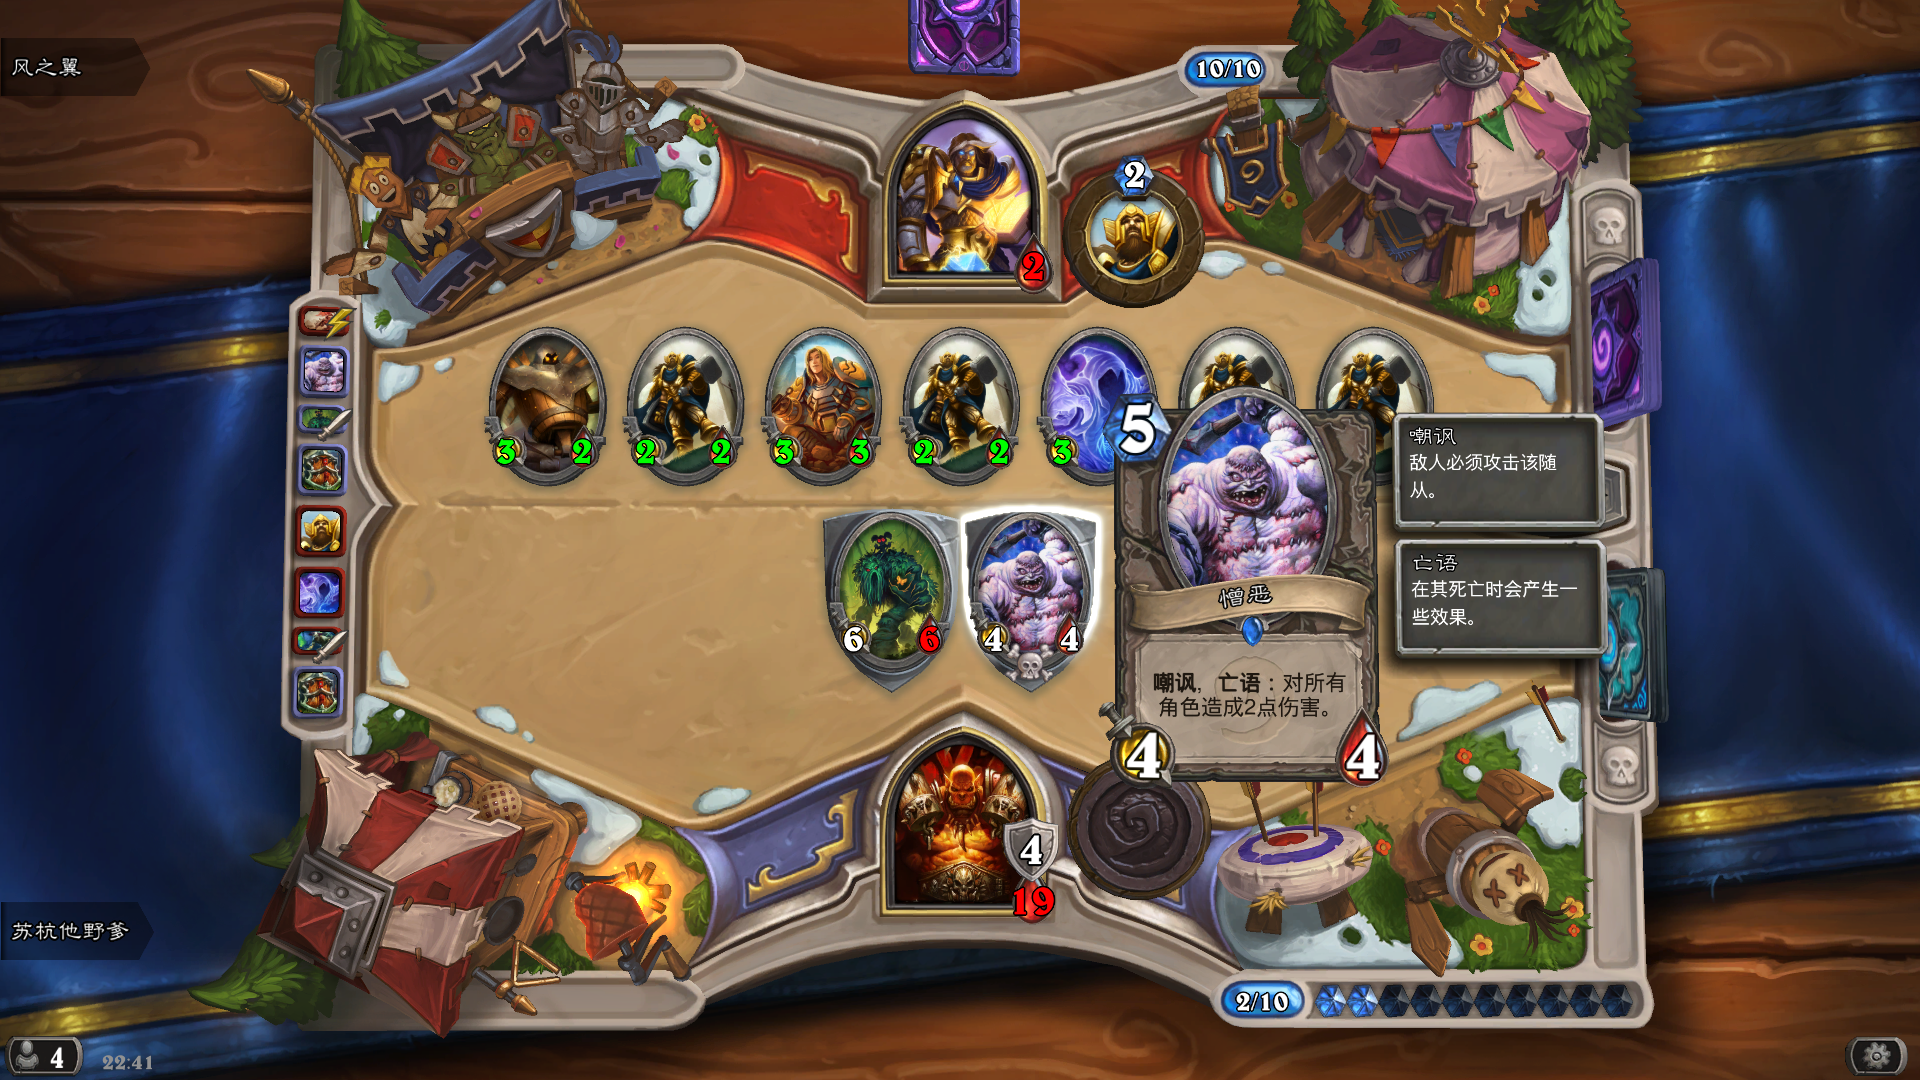 风之翼
10/10
2
2
3 2
2 2
3 3
2 2
3
5
嘲讽
敌人必须攻击该随
从。
亡语
在其死亡时会产生一
些效果。
憎恶
嘲讽，亡语：对所有
角色造成2点伤害。
4 4
6 6
4 4
4
19
苏杭他野爹
2/10
4
22:41